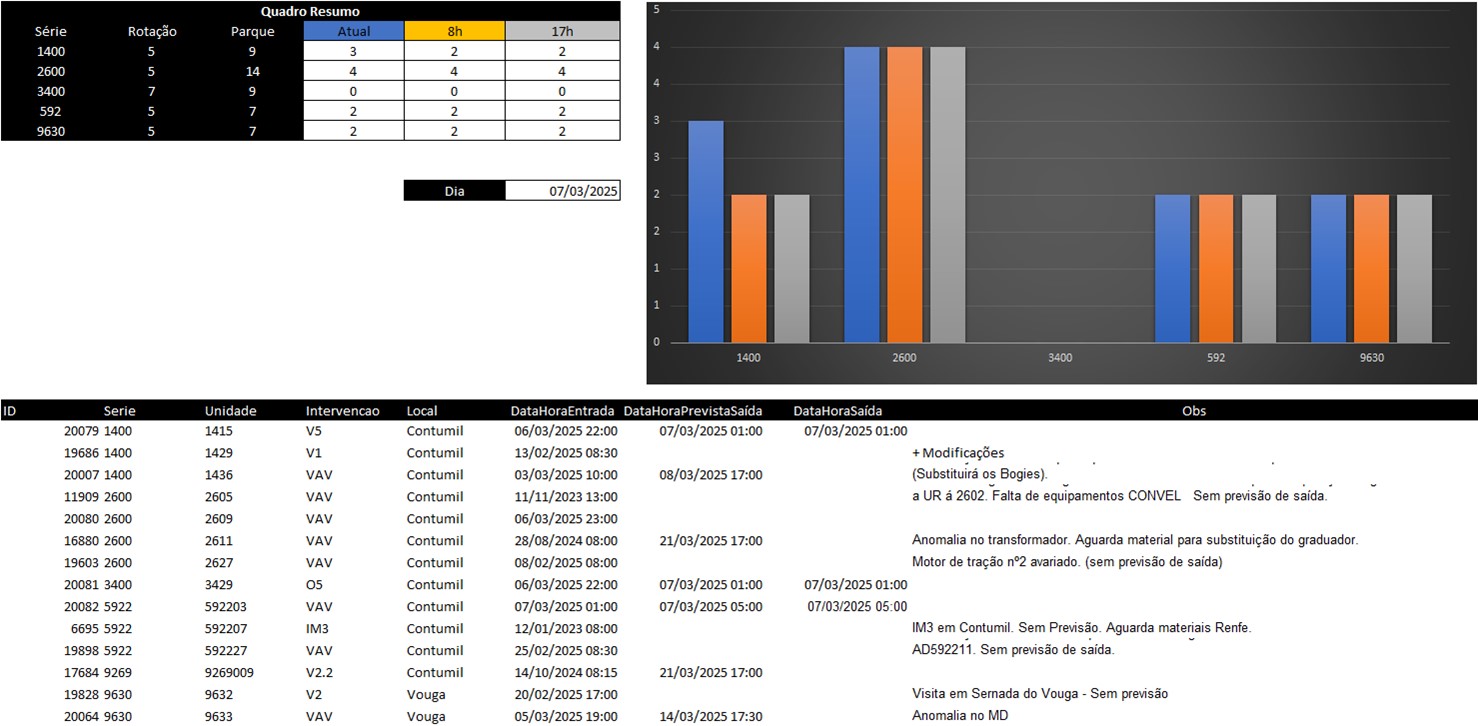 Quadro Resumo
Série Rotação Parque Atual 8h 17h
1400 5 9 3 2 2
2600 5 14 4 4 4
3400 7 9 0 0 0
592 5 7 2 2 2
9630 5 7 2 2 2
Dia 07/03/2025
5
4
4
3
3
2
2
1
1
0
1400 2600 3400 592 9630
ID Serie Unidade Intervencao Local DataHoraEntrada DataHoraPrevistaSaída DataHoraSaída Obs
20079 1400 1415 V5 Contumil 06/03/2025 22:00 07/03/2025 01:00 07/03/2025 01:00
19686 1400 1429 V1 Contumil 13/02/2025 08:30 + Modificações
20007 1400 1436 VAV Contumil 03/03/2025 10:00 08/03/2025 17:00 (Substituirá os Bogies).
11909 2600 2605 VAV Contumil 11/11/2023 13:00 a UR á 2602. Falta de equipamentos CONVEL Sem previsão de saída.
20080 2600 2609 VAV Contumil 06/03/2025 23:00
16880 2600 2611 VAV Contumil 28/08/2024 08:00 21/03/2025 17:00 Anomalia no transformador. Aguarda material para substituição do graduador.
19603 2600 2627 VAV Contumil 08/02/2025 08:00 Motor de tração nº2 avariado. (sem previsão de saída)
20081 3400 3429 O5 Contumil 06/03/2025 22:00 07/03/2025 01:00 07/03/2025 01:00
20082 5922 592203 VAV Contumil 07/03/2025 01:00 07/03/2025 05:00 07/03/2025 05:00
6695 5922 592207 IM3 Contumil 12/01/2023 08:00 IM3 em Contumil. Sem Previsão. Aguarda materiais Renfe.
19898 5922 592227 VAV Contumil 25/02/2025 08:30 AD592211. Sem previsão de saída.
17684 9269 9269009 V2.2 Contumil 14/10/2024 08:15 21/03/2025 17:00
19828 9630 9632 V2 Vouga 20/02/2025 17:00 Visita em Sernada do Vouga - Sem previsão
20064 9630 9633 VAV Vouga 05/03/2025 19:00 14/03/2025 17:30 Anomalia no MD